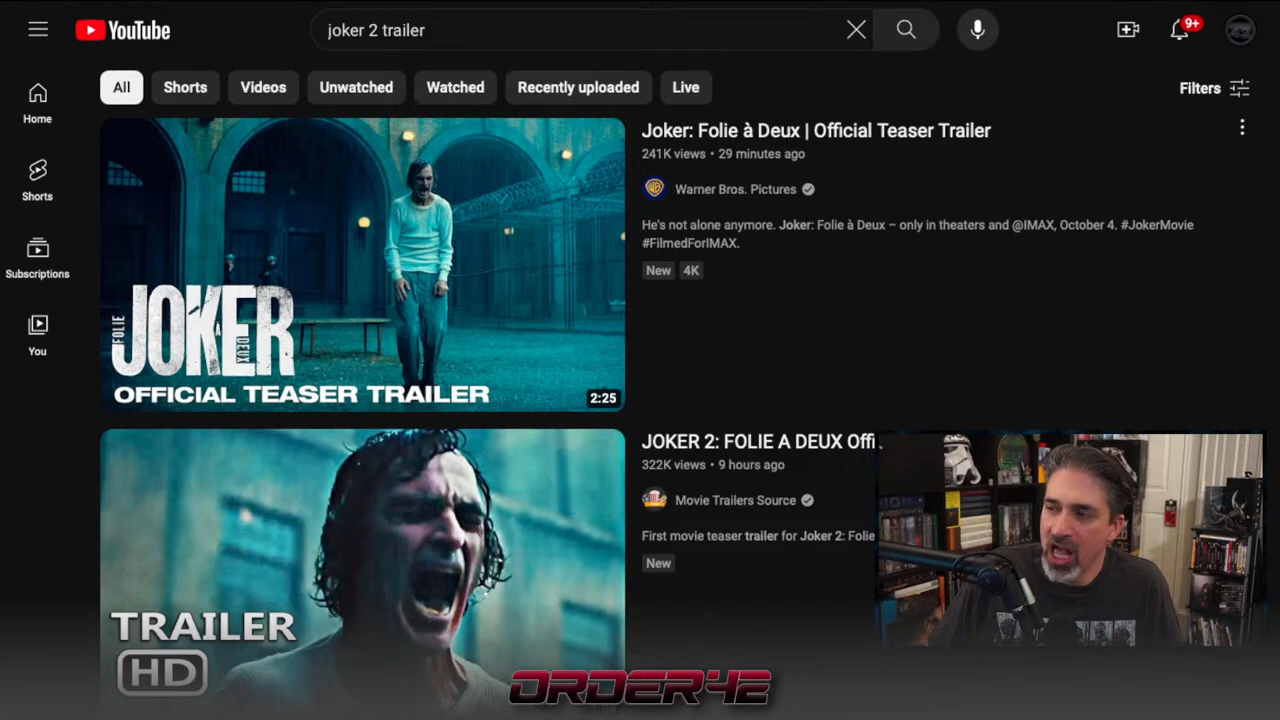 YouTube
joker 2 trailer
9+
All
Shorts
Videos
Unwatched
Watched
Recently uploaded
Live
Filters
Home
Shorts
Subscriptions
You
FOLIE
JOKER
À
DEUX
OFFICIAL TEASER TRAILER
2:25
Joker: Folie à Deux | Official Teaser Trailer
241K views • 29 minutes ago
Warner Bros. Pictures
He's not alone anymore. Joker: Folie à Deux – only in theaters and @IMAX, October 4. #JokerMovie
#FilmedForIMAX.
New 4K
TRAILER
HD
JOKER 2: FOLIE A DEUX Offi
322K views • 9 hours ago
Movie Trailers Source
First movie teaser trailer for Joker 2: Folie
New
ORDER42